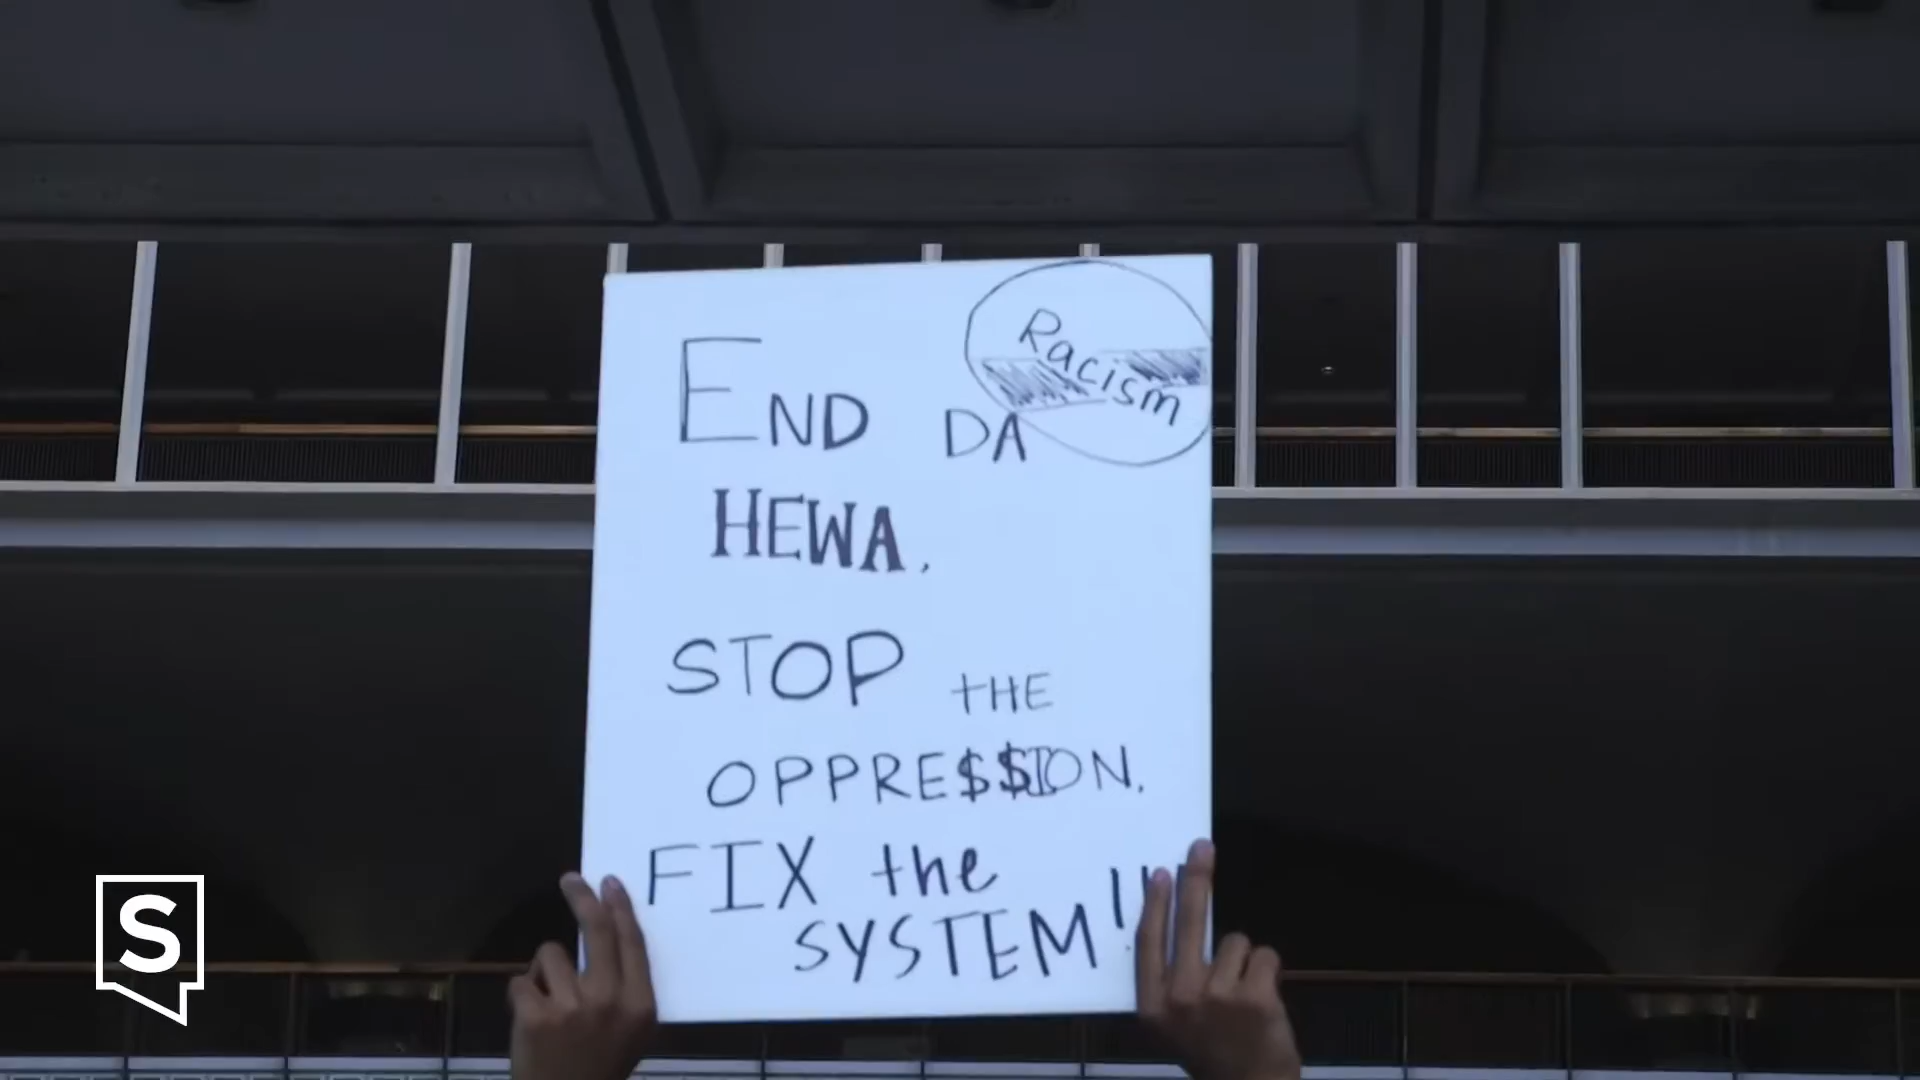 Racism
END DA
HEWA.
STOP THE
OPPRE$$ION.
FIX the
SYSTEM!!
S